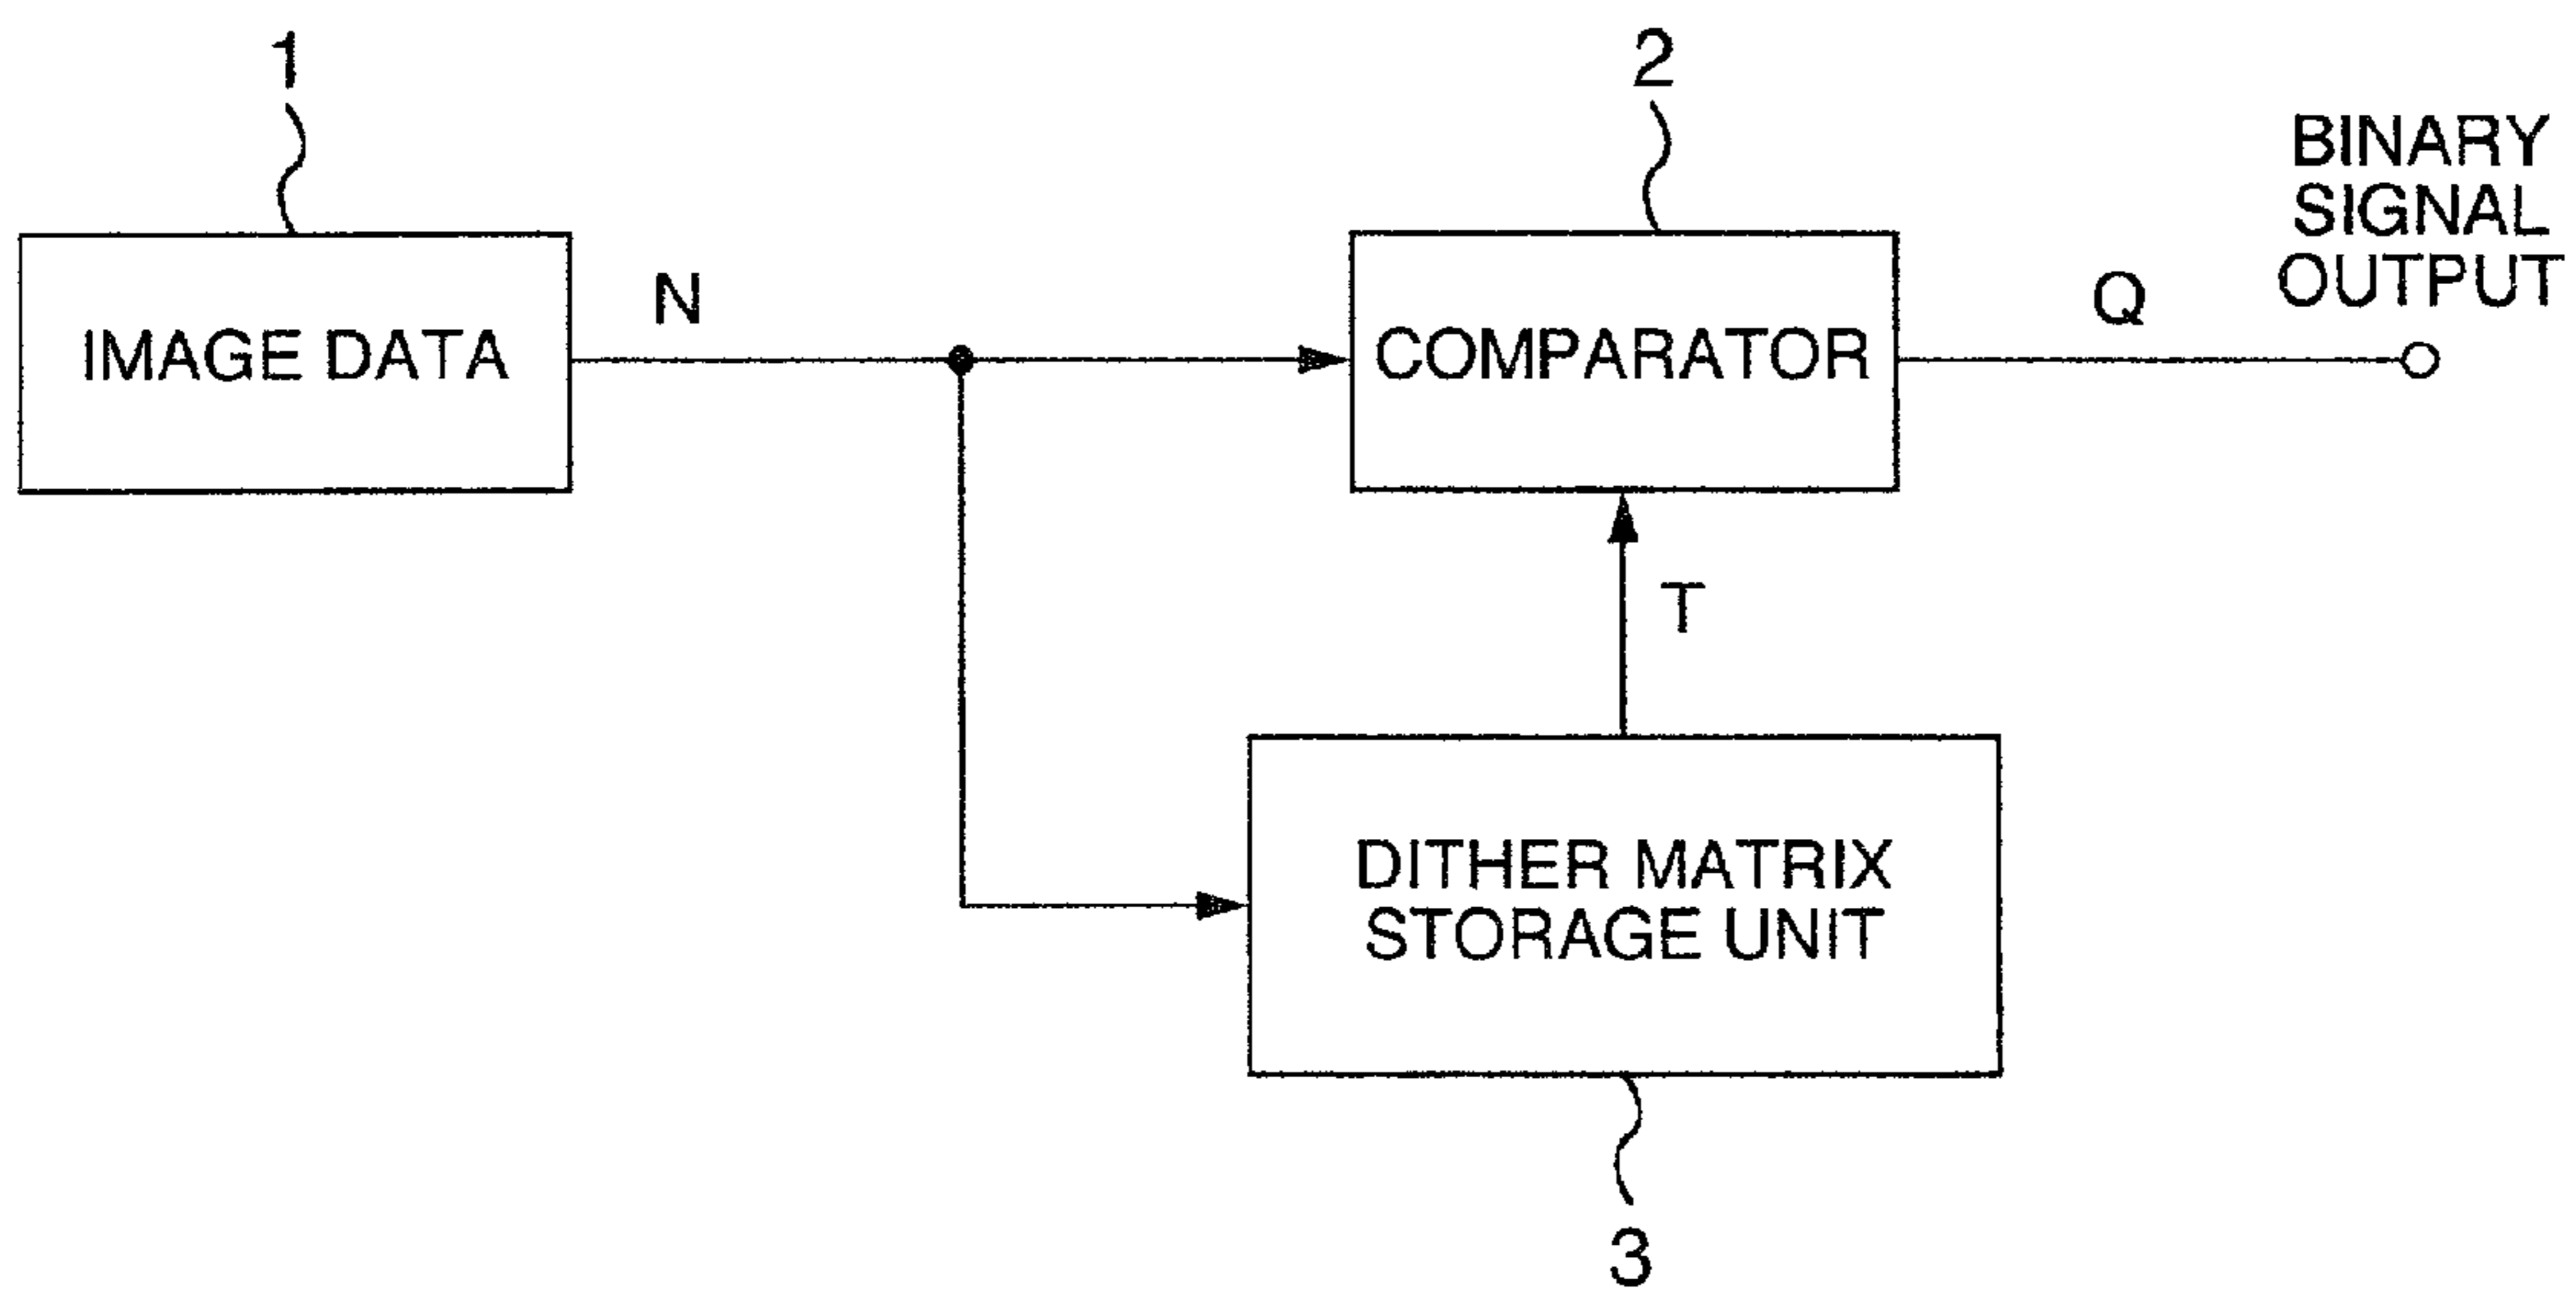 1
2
BINARY
SIGNAL
OUTPUT
N
Q
IMAGE DATA
COMPARATOR
T
DITHER MATRIX
STORAGE UNIT
3